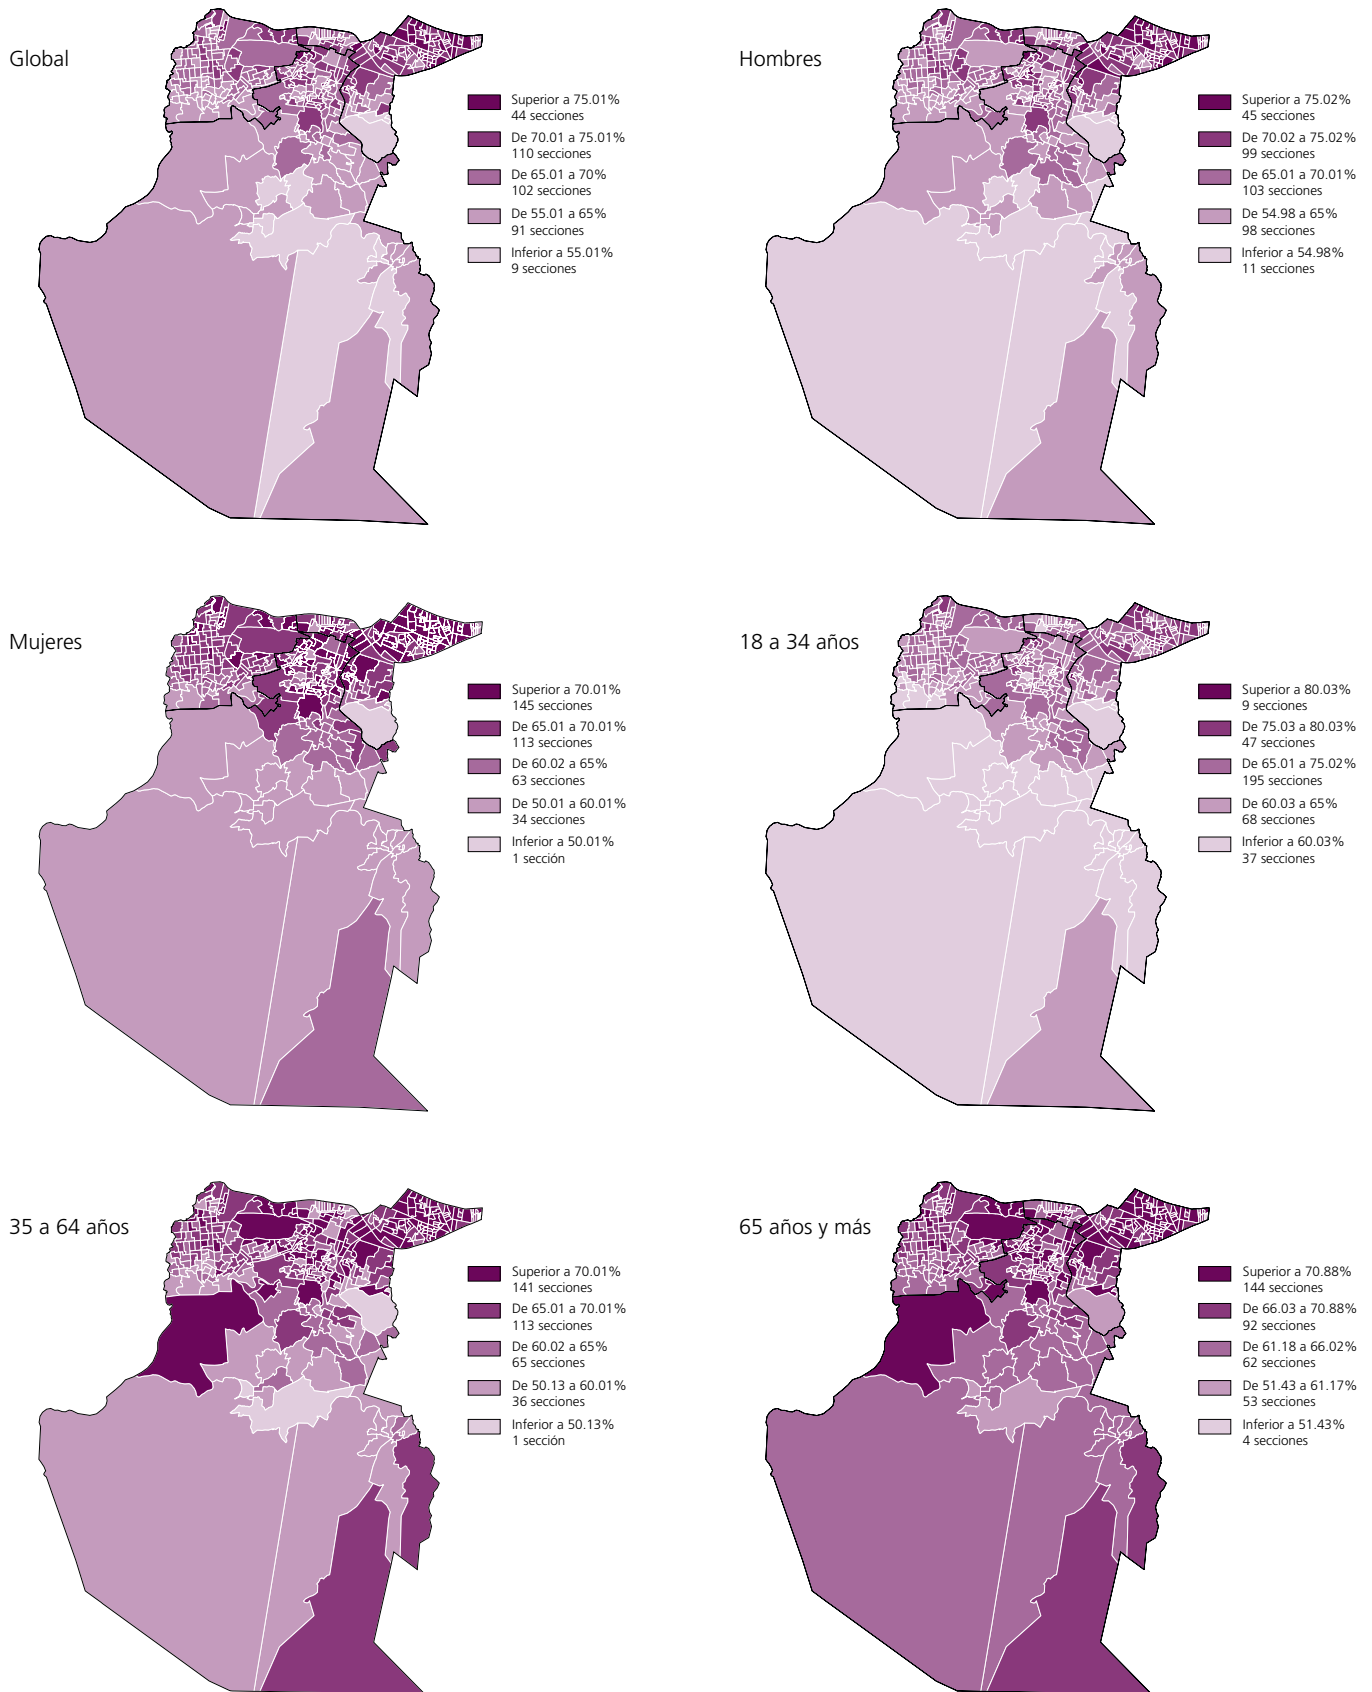 Global
Superior a 75.01%
44 secciones
De 70.01 a 75.01%
110 secciones
De 65.01 a 70%
102 secciones
De 55.01 a 65%
91 secciones
Inferior a 55.01%
9 secciones
Hombres
Superior a 75.02%
45 secciones
De 70.02 a 75.02%
99 secciones
De 65.01 a 70.01%
103 secciones
De 54.98 a 65%
98 secciones
Inferior a 54.98%
11 secciones
Mujeres
Superior a 70.01%
145 secciones
De 65.01 a 70.01%
113 secciones
De 60.02 a 65%
63 secciones
De 50.01 a 60.01%
34 secciones
Inferior a 50.01%
1 sección
18 a 34 años
Superior a 80.03%
9 secciones
De 75.03 a 80.03%
47 secciones
De 65.01 a 75.02%
195 secciones
De 60.03 a 65%
68 secciones
Inferior a 60.03%
37 secciones
35 a 64 años
Superior a 70.01%
141 secciones
De 65.01 a 70.01%
113 secciones
De 60.02 a 65%
65 secciones
De 50.13 a 60.01%
36 secciones
Inferior a 50.13%
1 sección
65 años y más
Superior a 70.88%
144 secciones
De 66.03 a 70.88%
92 secciones
De 61.18 a 66.02%
62 secciones
De 51.43 a 61.17%
53 secciones
Inferior a 51.43%
4 secciones